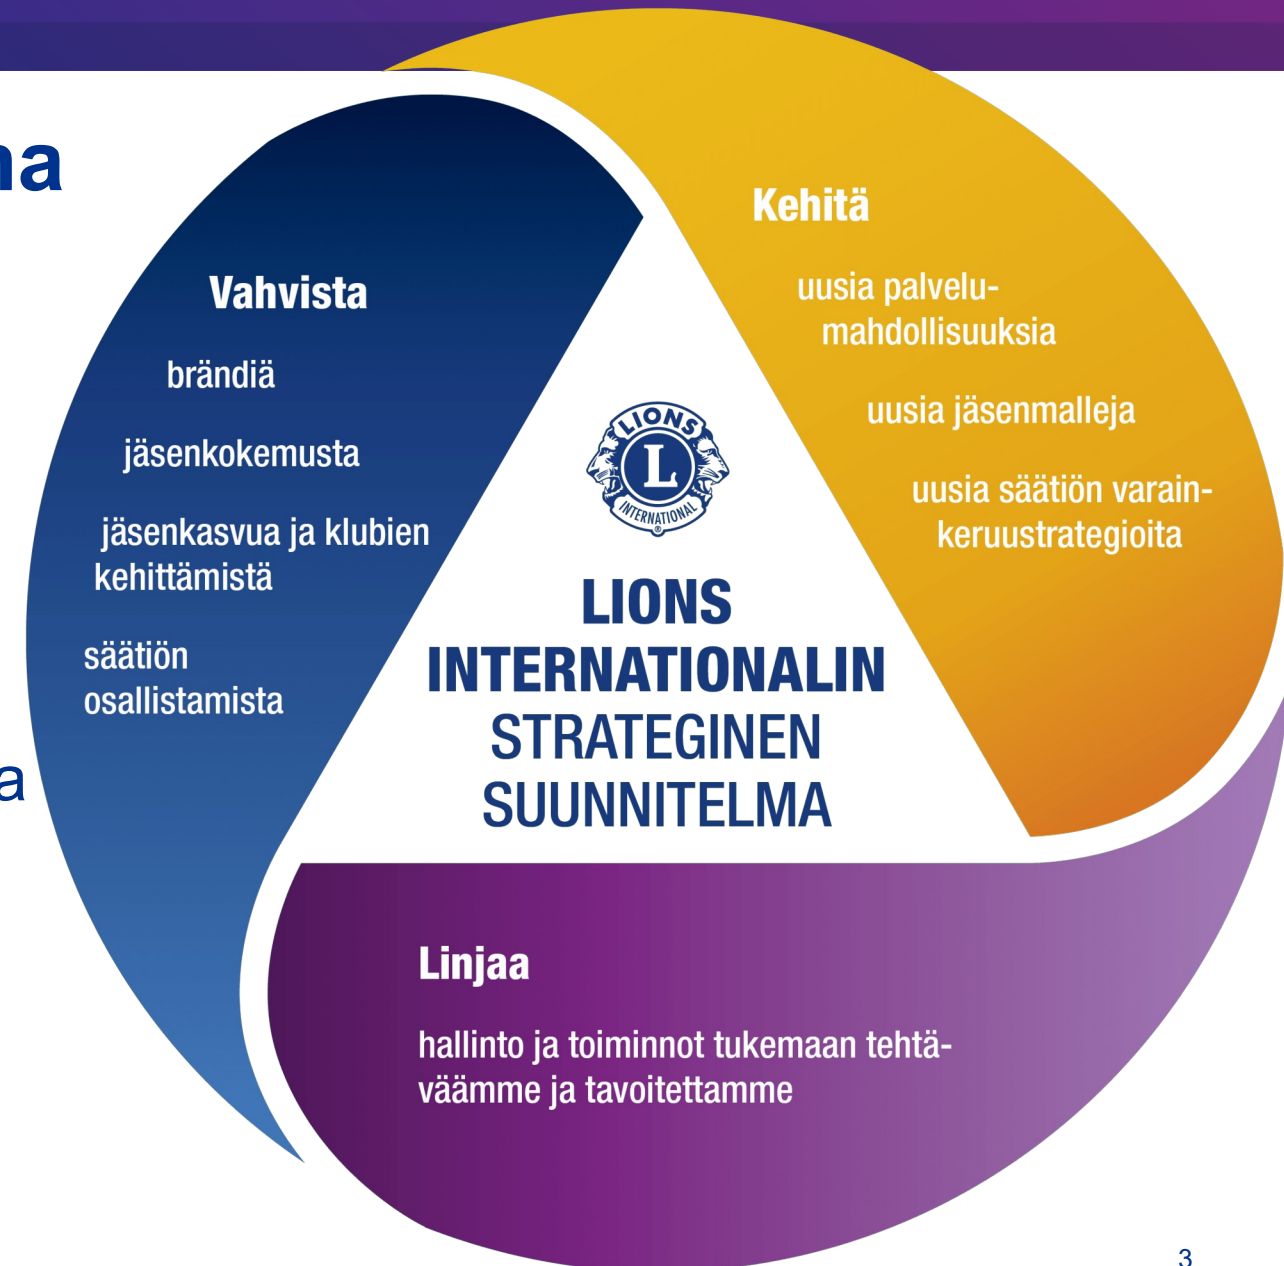 na
Vahvista
brändiä
jäsenkokemusta
jäsenkasvua ja klubien
kehittämistä
säätiön
osallistamista
a
Kehitä
uusia palvelu-
mahdollisuuksia
uusia jäsenmalleja
uusia säätiön varain-
keruustrategioita
LIONS
L
INTERNATIONAL
®
LIONS
INTERNATIONALIN
STRATEGINEN
SUUNNITELMA
Linjaa
hallinto ja toiminnot tukemaan tehtä-
väämme ja tavoitettamme
3